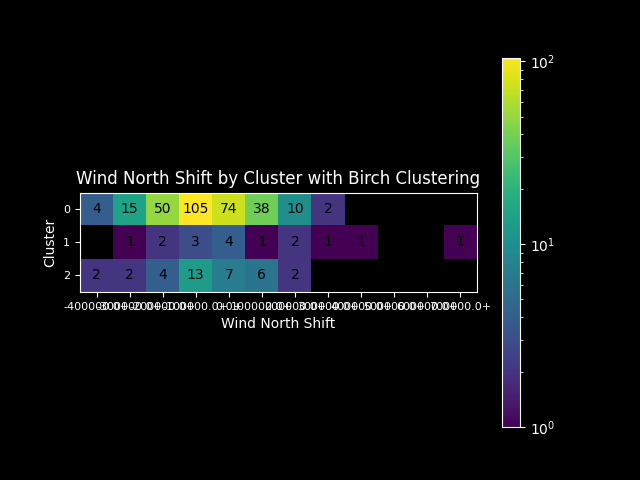 Wind North Shift by Cluster with Birch Clustering
10²
0 4 15 50 105 74 38 10 2
Cluster 1 1 2 3 4 1 2 1 1 1
10¹
2 2 2 4 13 7 6 2
Wind North Shift
10⁰